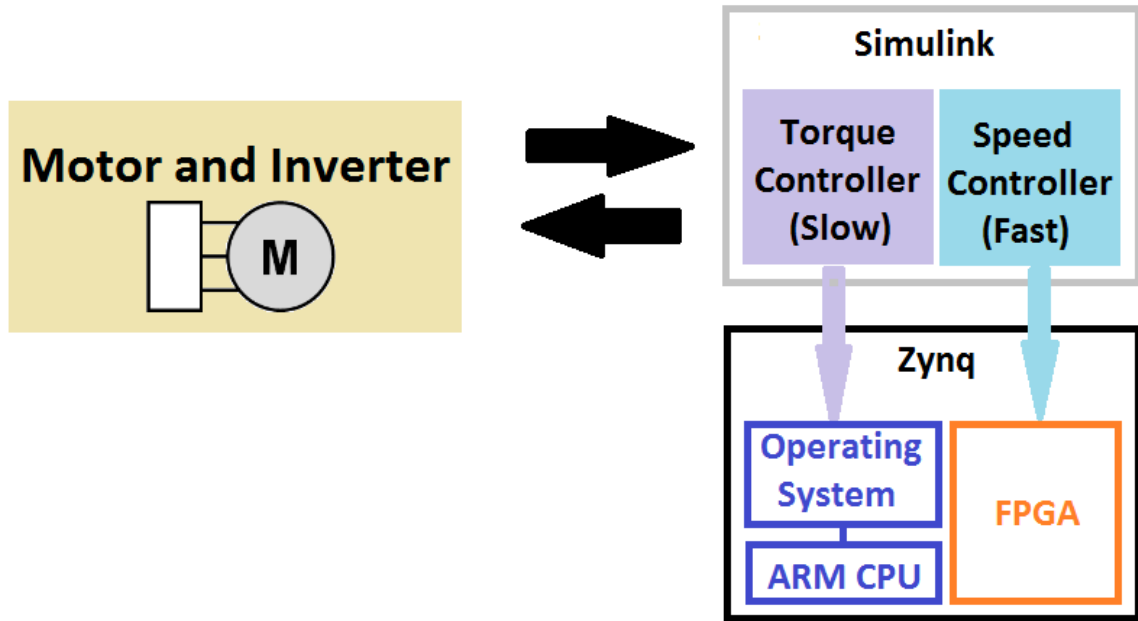 Motor and Inverter
M
Simulink
Torque
Controller
(Slow)
Speed
Controller
(Fast)
Zynq
Operating
System
ARM CPU
FPGA